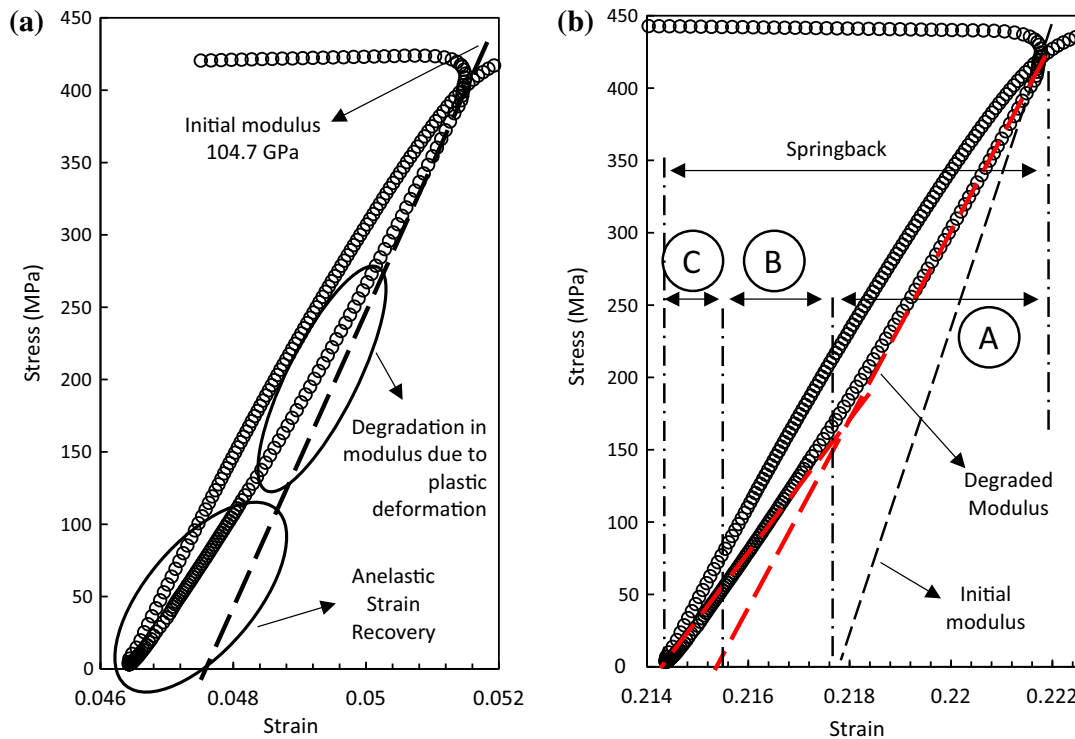 (a)
450
400
350
300
250
200
150
100
50
0
Stress (MPa)
Initial modulus
104.7 GPa
Degradation in
modulus due to
plastic
deformation
Anelastic
Strain
Recovery
0.046
0.048
0.05
0.052
Strain
(b)
450
400
350
300
250
200
150
100
50
0
Stress (MPa)
Springback
C
B
A
Degraded
Modulus
Initial
modulus
0.214
0.216
0.218
0.22
0.222
Strain